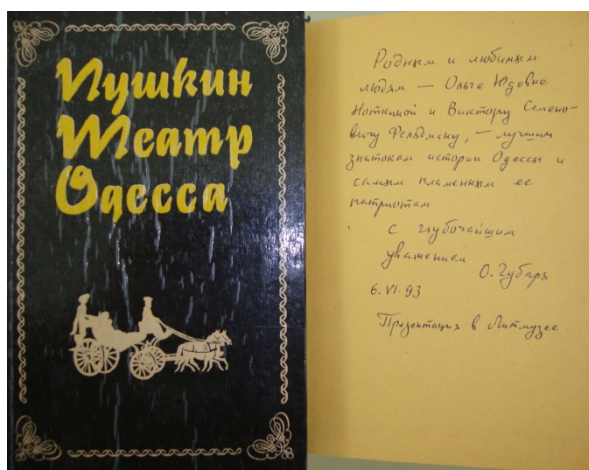 Пушкин
Театр
Одесса
Родным и любимым
людям — Ольге Юдовне
Ноткиной и Виктору Семено-
вичу Фельдману, — лучшим
знатокам истории Одессы и
самым пламенным ее
патриотам
с глубочайшим
уважением
О. Губарь
6.VI.93
Презентация в Литмузее.